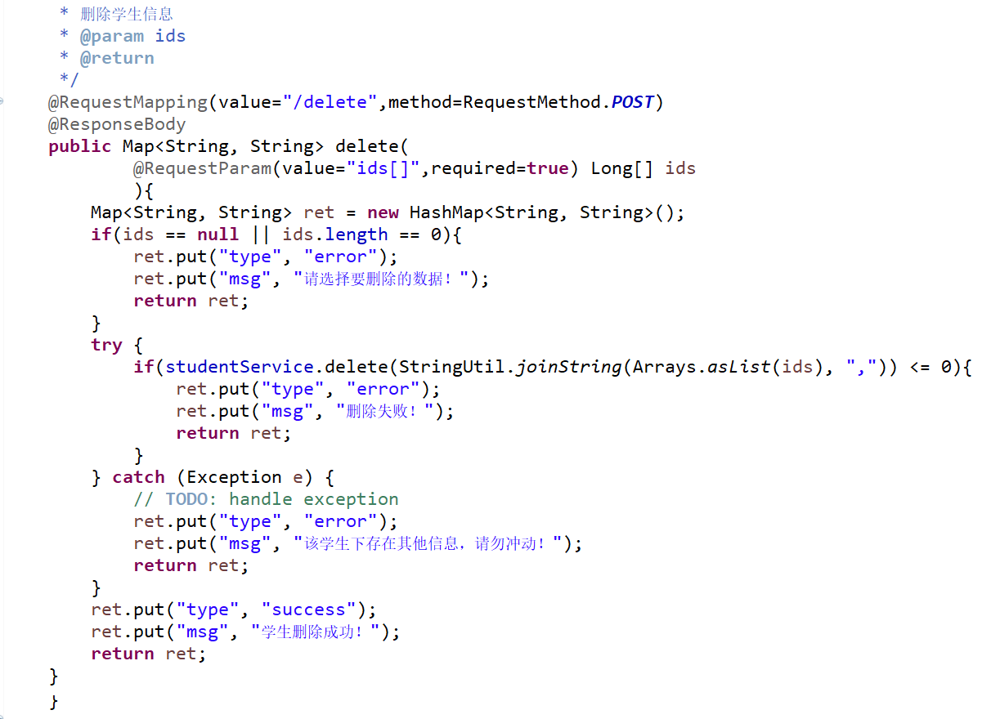 * 删除学生信息
* @param ids
* @return
*/
@RequestMapping(value="/delete",method=RequestMethod.POST)
@ResponseBody
public Map<String, String> delete(
@RequestParam(value="ids[]",required=true) Long[] ids
){
Map<String, String> ret = new HashMap<String, String>();
if(ids == null || ids.length == 0){
ret.put("type", "error");
ret.put("msg", "请选择要删除的数据！");
return ret;
}
try {
if(studentService.delete(StringUtil.joinString(Arrays.asList(ids), ",")) <= 0){
ret.put("type", "error");
ret.put("msg", "删除失败！");
return ret;
}
} catch (Exception e) {
// TODO: handle exception
ret.put("type", "error");
ret.put("msg", "该学生下存在其他信息，请勿冲动！");
return ret;
}
ret.put("type", "success");
ret.put("msg", "学生删除成功！");
return ret;
}
}